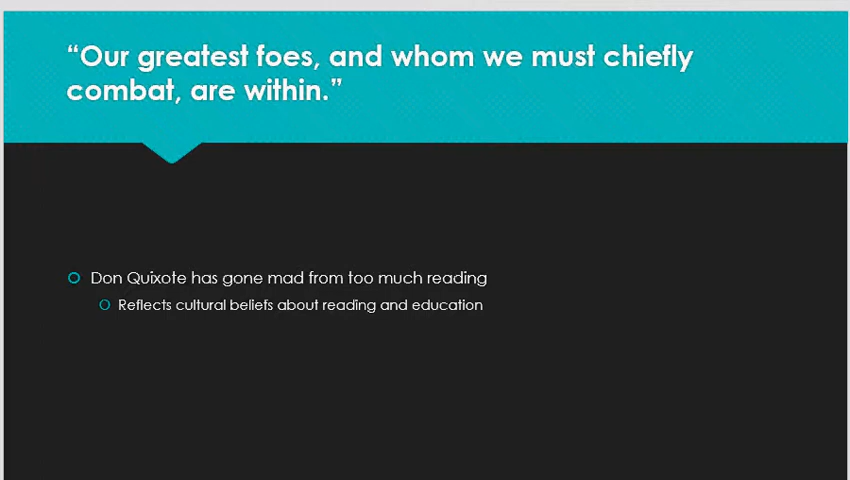 “Our greatest foes, and whom we must chiefly
combat, are within.”
Don Quixote has gone mad from too much reading
Reflects cultural beliefs about reading and education